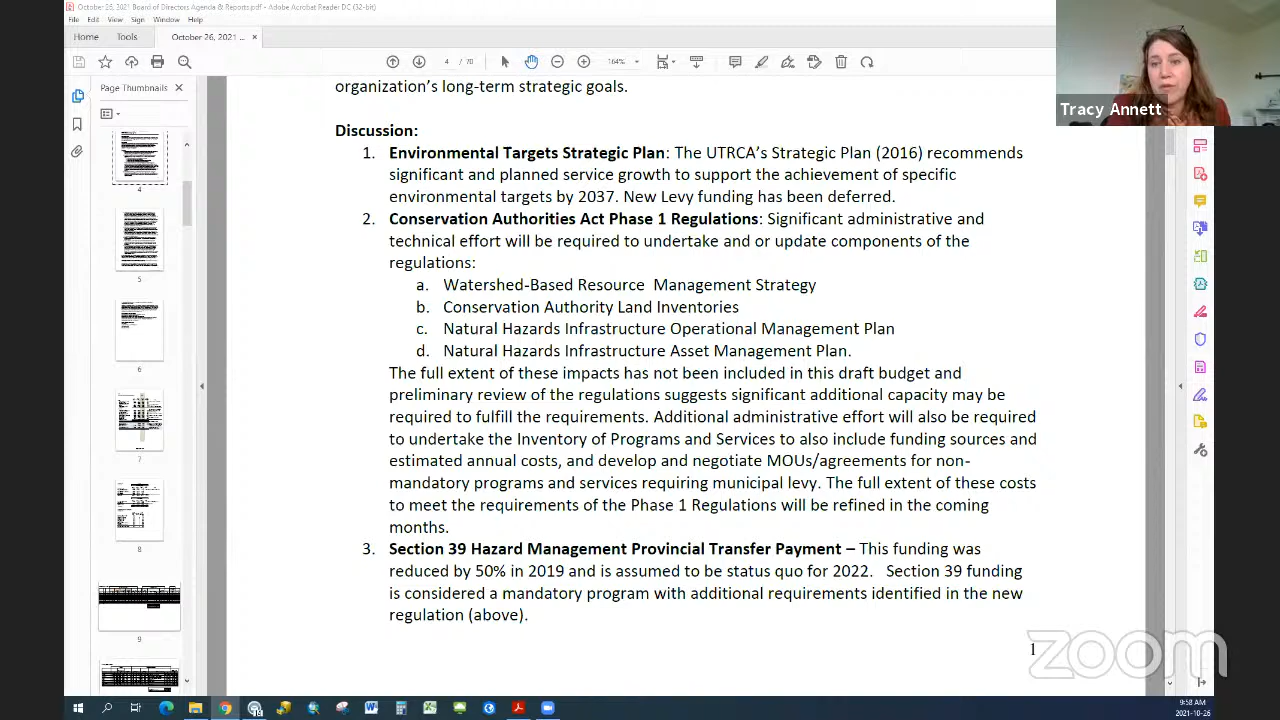 October 26, 2021 Board of Directors Agenda & Reports.pdf - Adobe Acrobat Reader DC (32-bit)
File Edit View Sign Window Help
Home Tools October 26, 2021 ... ×
4 / 164%
Page Thumbnails
Tracy Annett
organization's long-term strategic goals.
Discussion:
1. Environmental Targets Strategic Plan: The UTRCA's Strategic Plan (2016) recommends
significant and planned service growth to support the achievement of specific
environmental targets by 2037. New Levy funding has been deferred.
2. Conservation Authorities Act Phase 1 Regulations: Significant administrative and
technical effort will be required to undertake and or update components of the
regulations:
a. Watershed-Based Resource Management Strategy
b. Conservation Authority Land Inventories
c. Natural Hazards Infrastructure Operational Management Plan
d. Natural Hazards Infrastructure Asset Management Plan.
The full extent of these impacts has not been included in this draft budget and
preliminary review of the regulations suggests significant additional capacity may be
required to fulfill the requirements. Additional administrative effort will also be required
to undertake the Inventory of Programs and Services to also include funding sources and
estimated annual costs, and develop and negotiate MOUs/agreements for non-
mandatory programs and services requiring municipal levy. The full extent of these costs
to meet the requirements of the Phase 1 Regulations will be refined in the coming
months.
3. Section 39 Hazard Management Provincial Transfer Payment – This funding was
reduced by 50% in 2019 and is assumed to be status quo for 2022. Section 39 funding
is considered a mandatory program with additional requirements identified in the new
regulation (above).
1
4
5
6
7
8
9
zoom
9:58 AM
2021-10-26